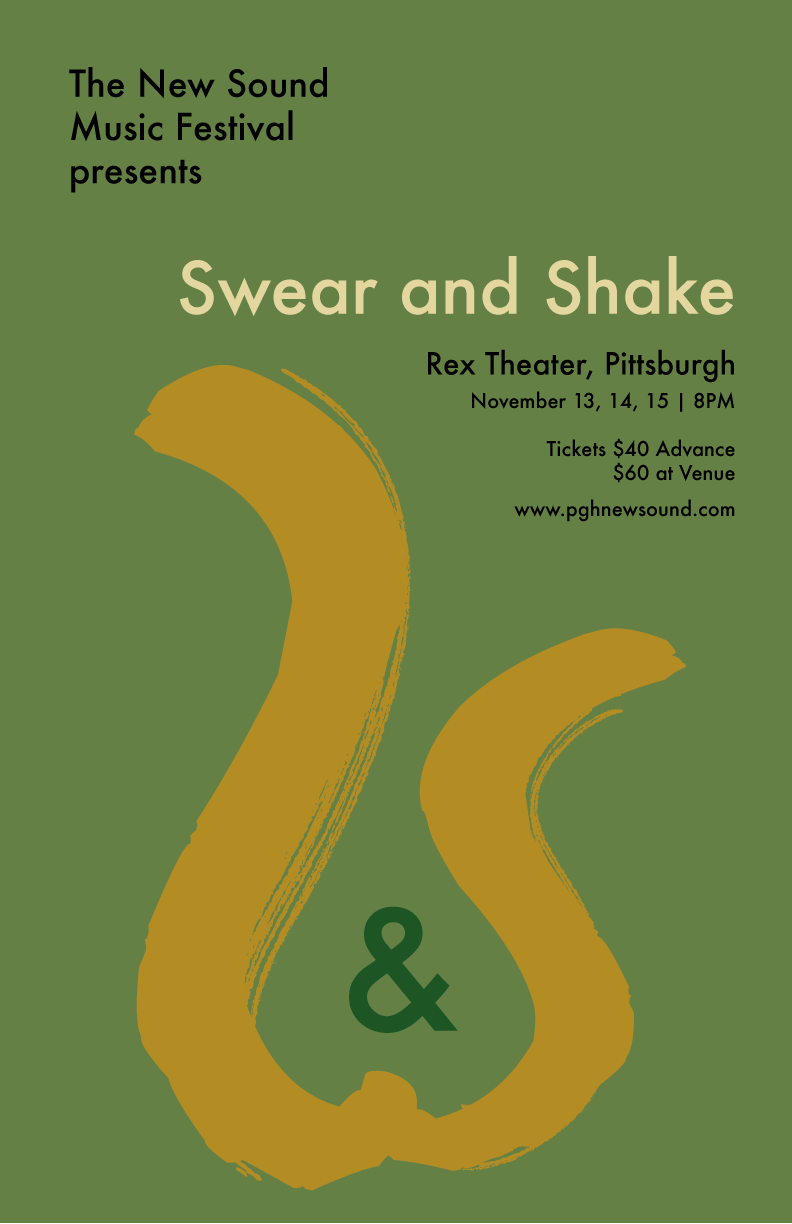 The New Sound
Music Festival
presents
Swear and Shake
Rex Theater, Pittsburgh
November 13, 14, 15 | 8PM
Tickets $40 Advance
$60 at Venue
www.pghnewsound.com
&